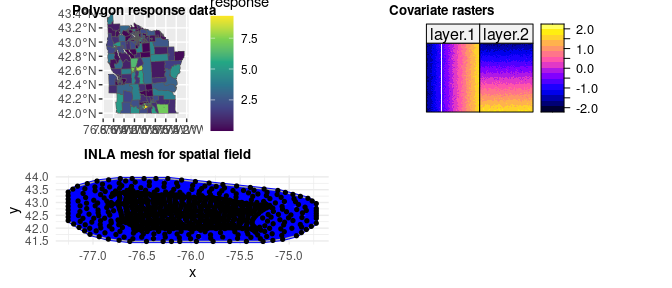 Polygon response data
response
43.4°N
43.2°N
43.0°N
42.8°N
42.6°N
42.4°N
42.2°N
42.0°N
7.5
5.0
2.5
Covariate rasters
layer.1 layer.2
2.0
1.0
0.0
-1.0
-2.0
INLA mesh for spatial field
44.0
43.5
43.0
42.5
42.0
41.5
y
-77.0 -76.5 -76.0 -75.5 -75.0
x